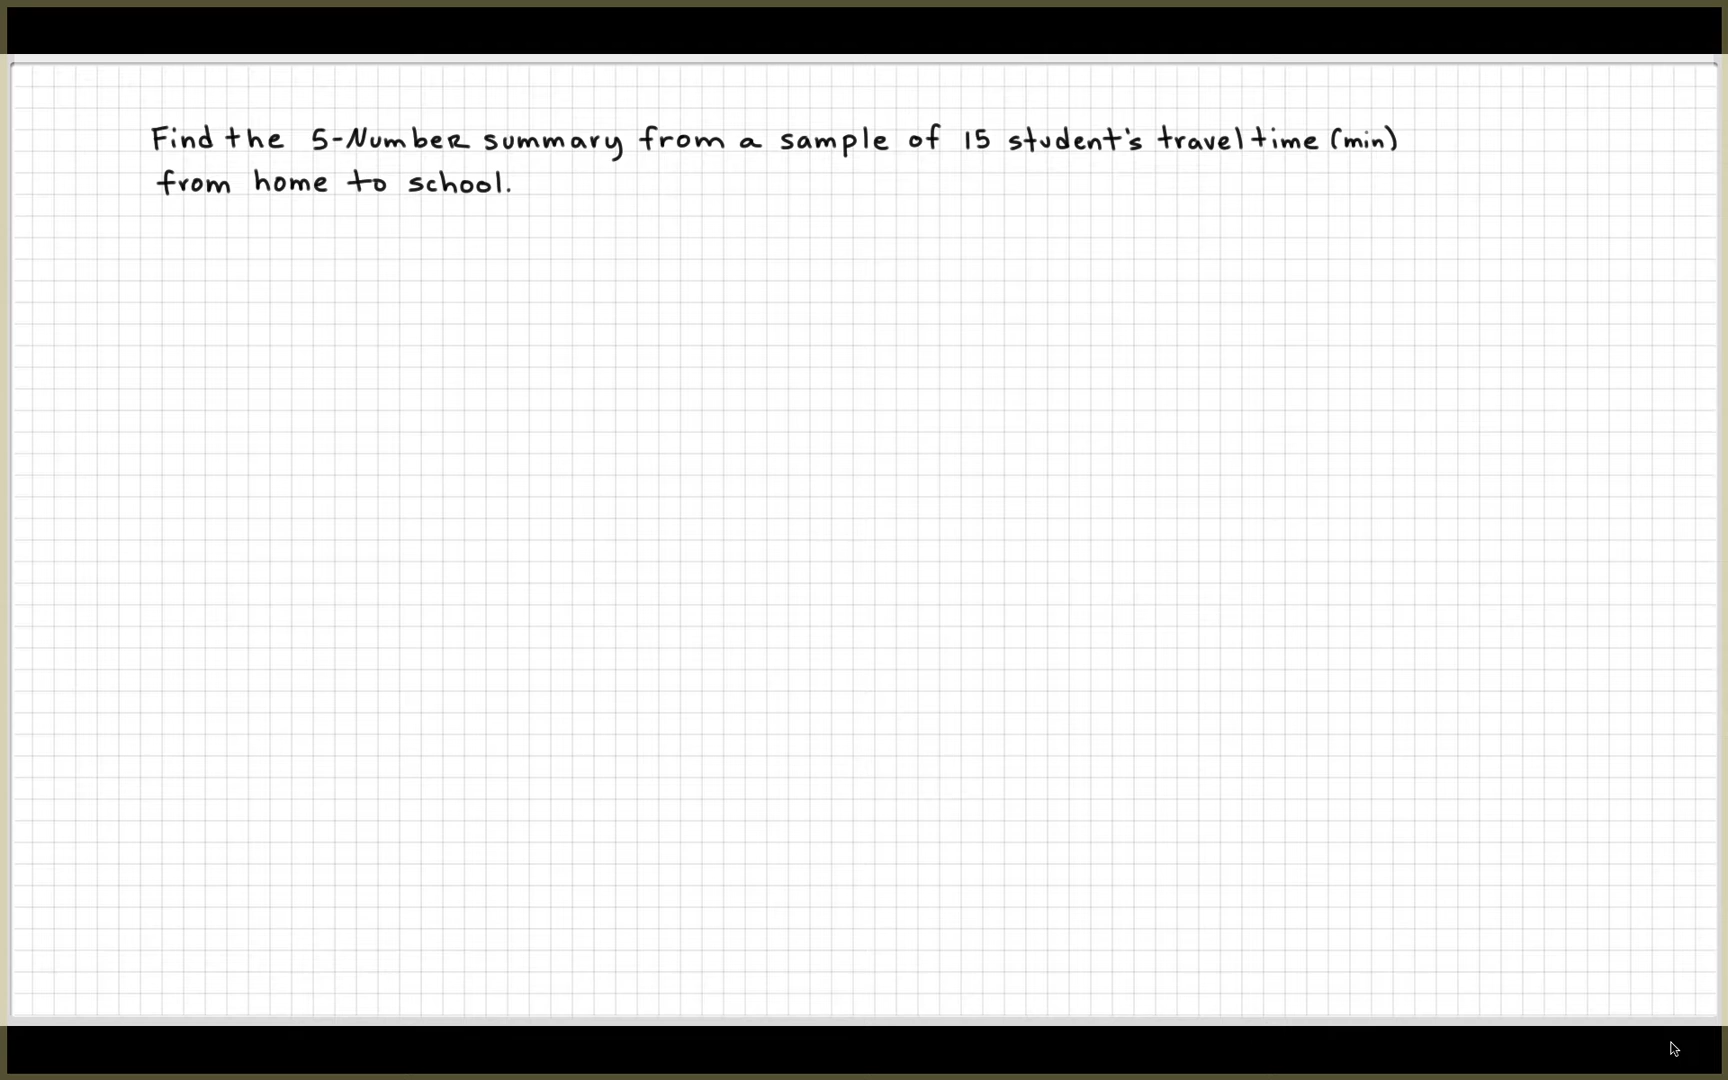 Find the 5-Number summary from a sample of 15 student's travel time (min)
from home to school.